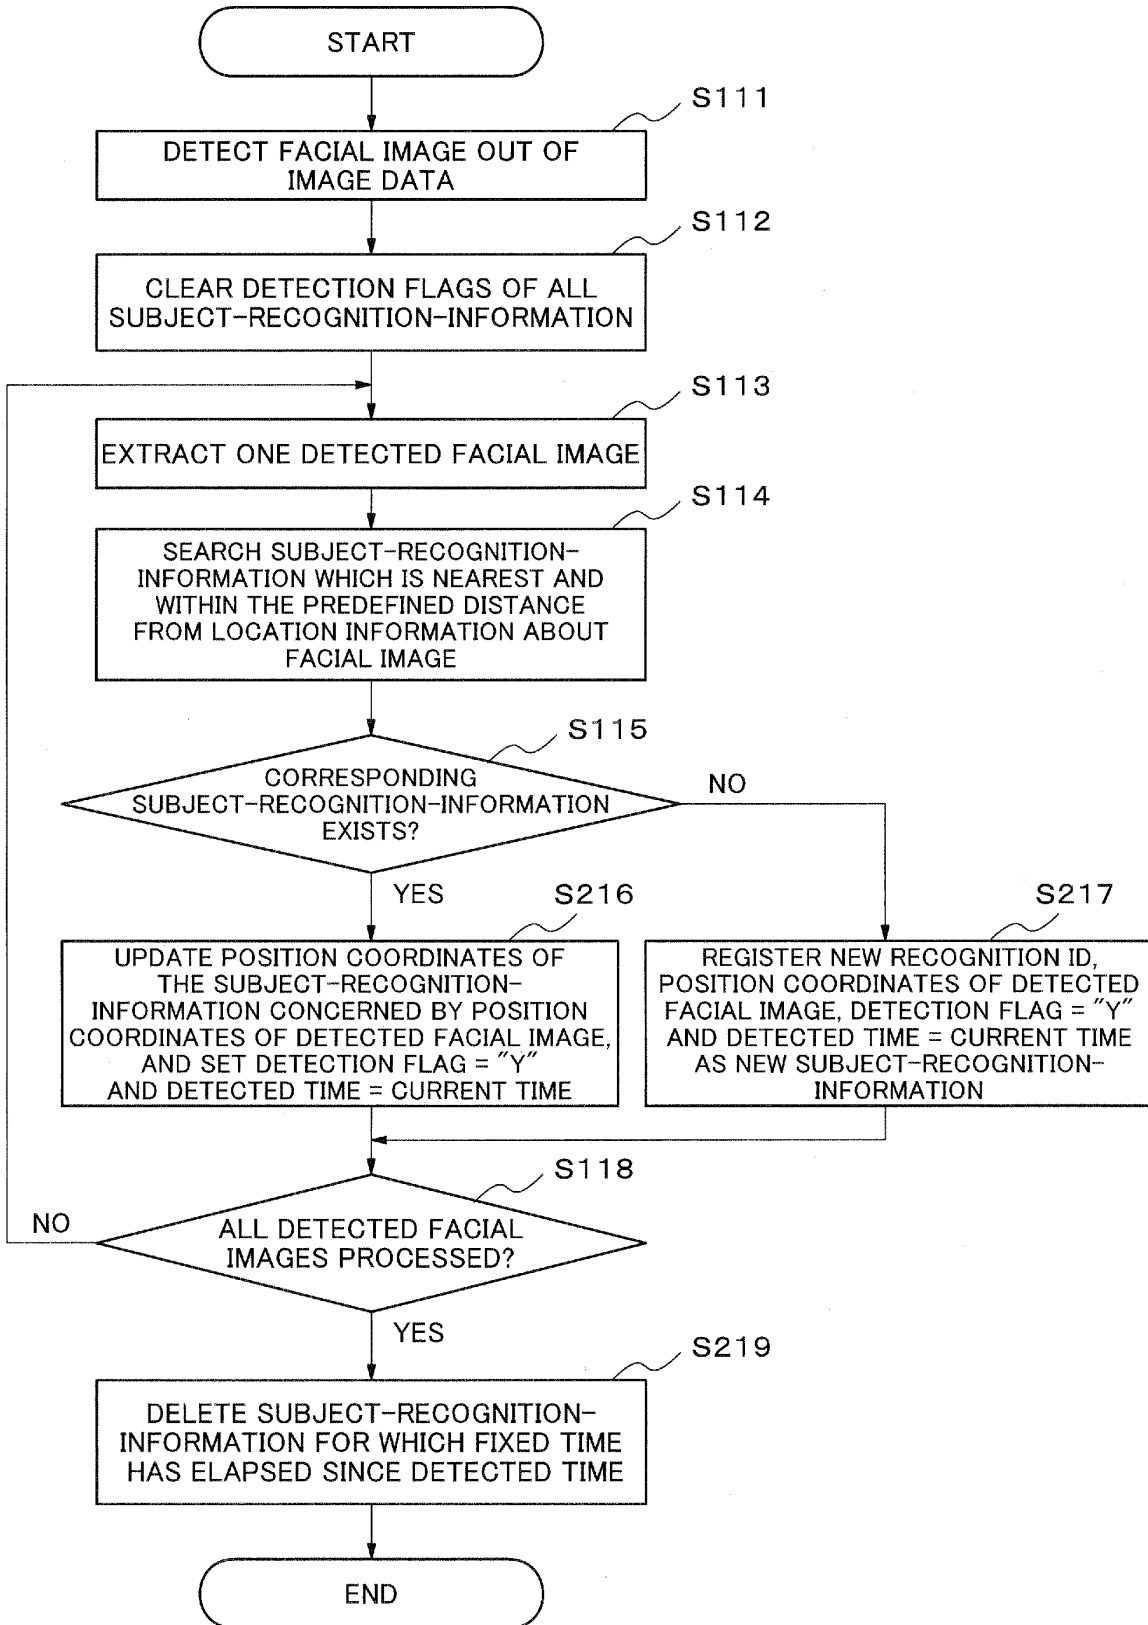 START
S111
DETECT FACIAL IMAGE OUT OF
IMAGE DATA
S112
CLEAR DETECTION FLAGS OF ALL
SUBJECT-RECOGNITION-INFORMATION
S113
EXTRACT ONE DETECTED FACIAL IMAGE
S114
SEARCH SUBJECT-RECOGNITION-
INFORMATION WHICH IS NEAREST AND
WITHIN THE PREDEFINED DISTANCE
FROM LOCATION INFORMATION ABOUT
FACIAL IMAGE
S115
CORRESPONDING
SUBJECT-RECOGNITION-INFORMATION
EXISTS?
NO
YES
S216
UPDATE POSITION COORDINATES OF
THE SUBJECT-RECOGNITION-
INFORMATION CONCERNED BY POSITION
COORDINATES OF DETECTED FACIAL IMAGE,
AND SET DETECTION FLAG = "Y"
AND DETECTED TIME = CURRENT TIME
S217
REGISTER NEW RECOGNITION ID,
POSITION COORDINATES OF DETECTED
FACIAL IMAGE, DETECTION FLAG = "Y"
AND DETECTED TIME = CURRENT TIME
AS NEW SUBJECT-RECOGNITION-
INFORMATION
S118
ALL DETECTED FACIAL
IMAGES PROCESSED?
NO
YES
S219
DELETE SUBJECT-RECOGNITION-
INFORMATION FOR WHICH FIXED TIME
HAS ELAPSED SINCE DETECTED TIME
END